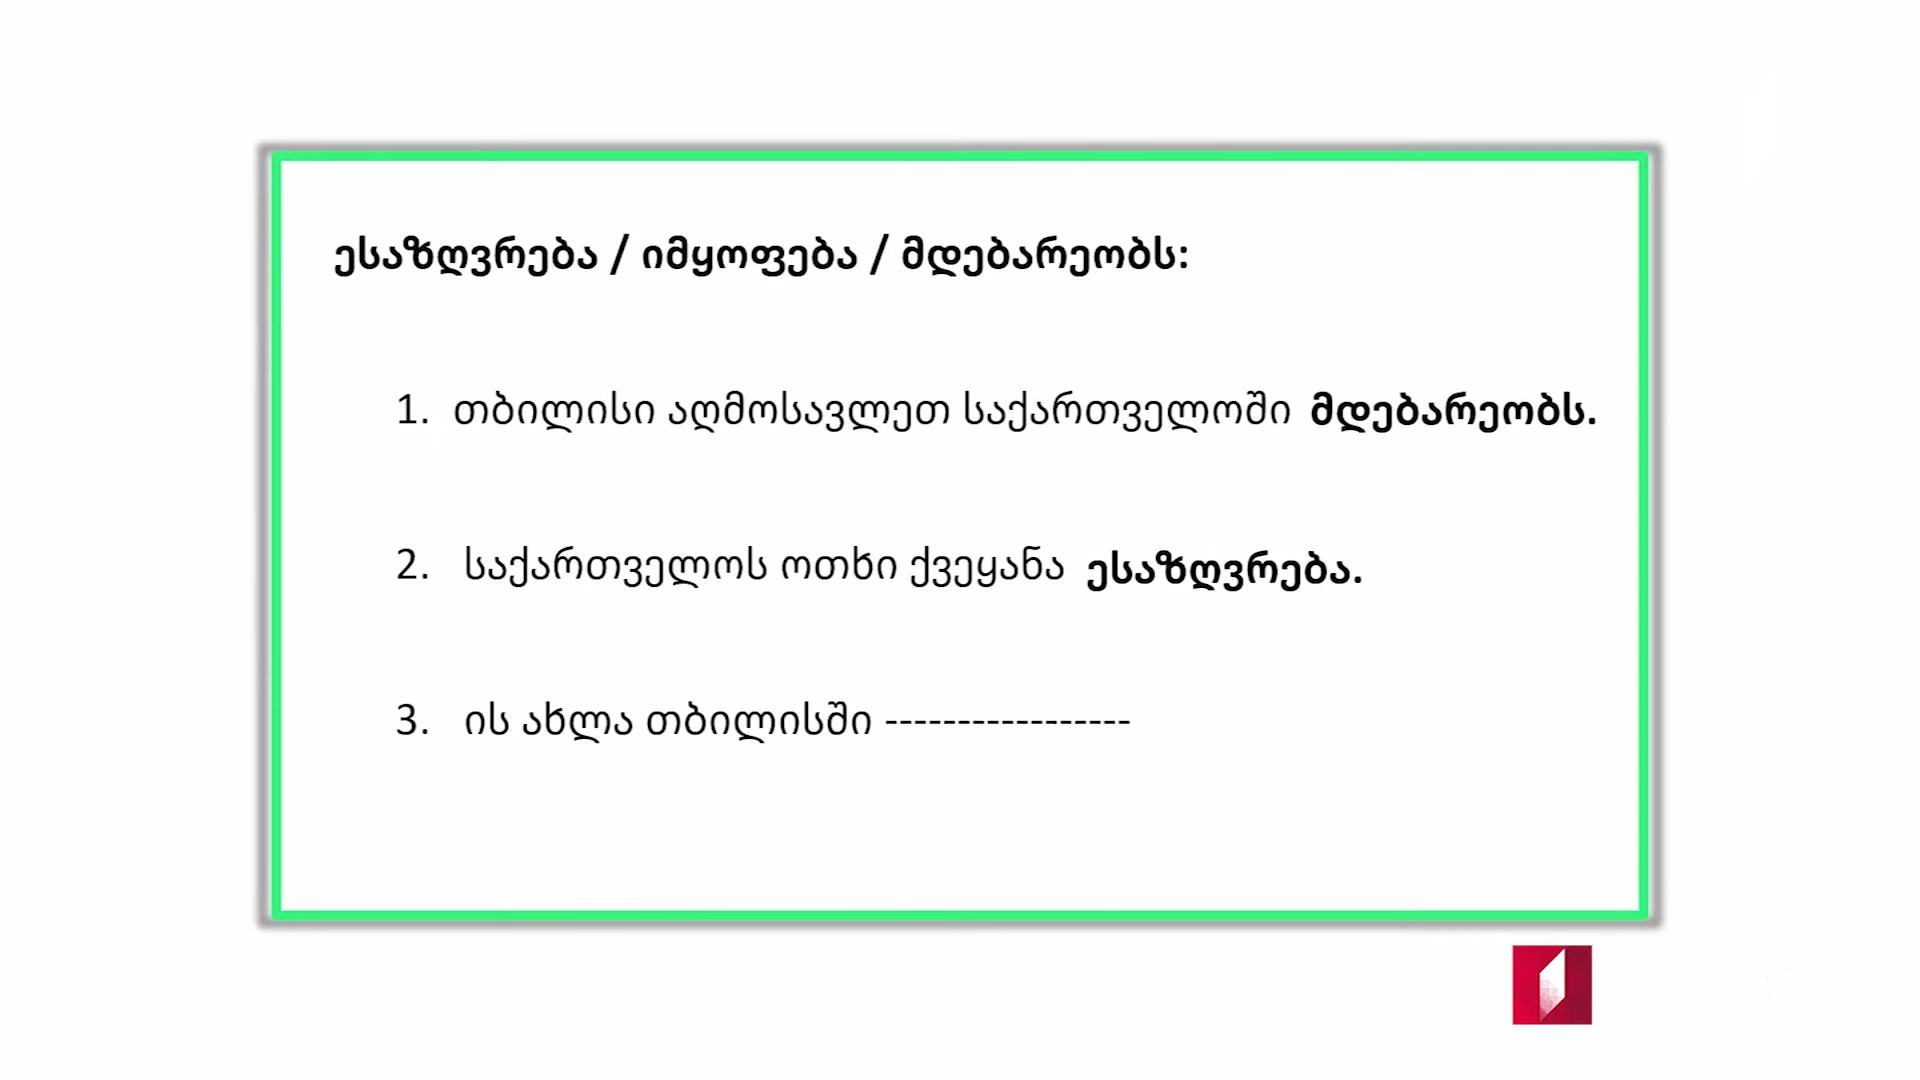 ესაზღვრება / იმყოფება / მდებარეობს:
1. თბილისი აღმოსავლეთ საქართველოში მდებარეობს.
2. საქართველოს ოთხი ქვეყანა ესაზღვრება.
3. ის ახლა თბილისში -----------------